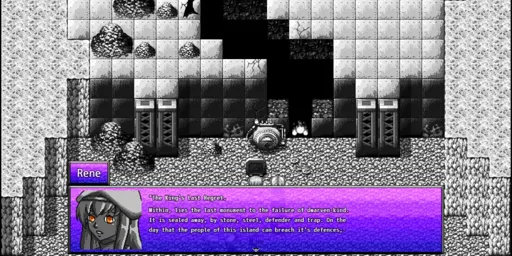 Rene
"The King's Last Regret.
Within, lies the last monument to the failure of Umarsen-kind.
It is sealed away, by stone, steel, defender and trap. On the
day that the people of this island can breach it's defences,